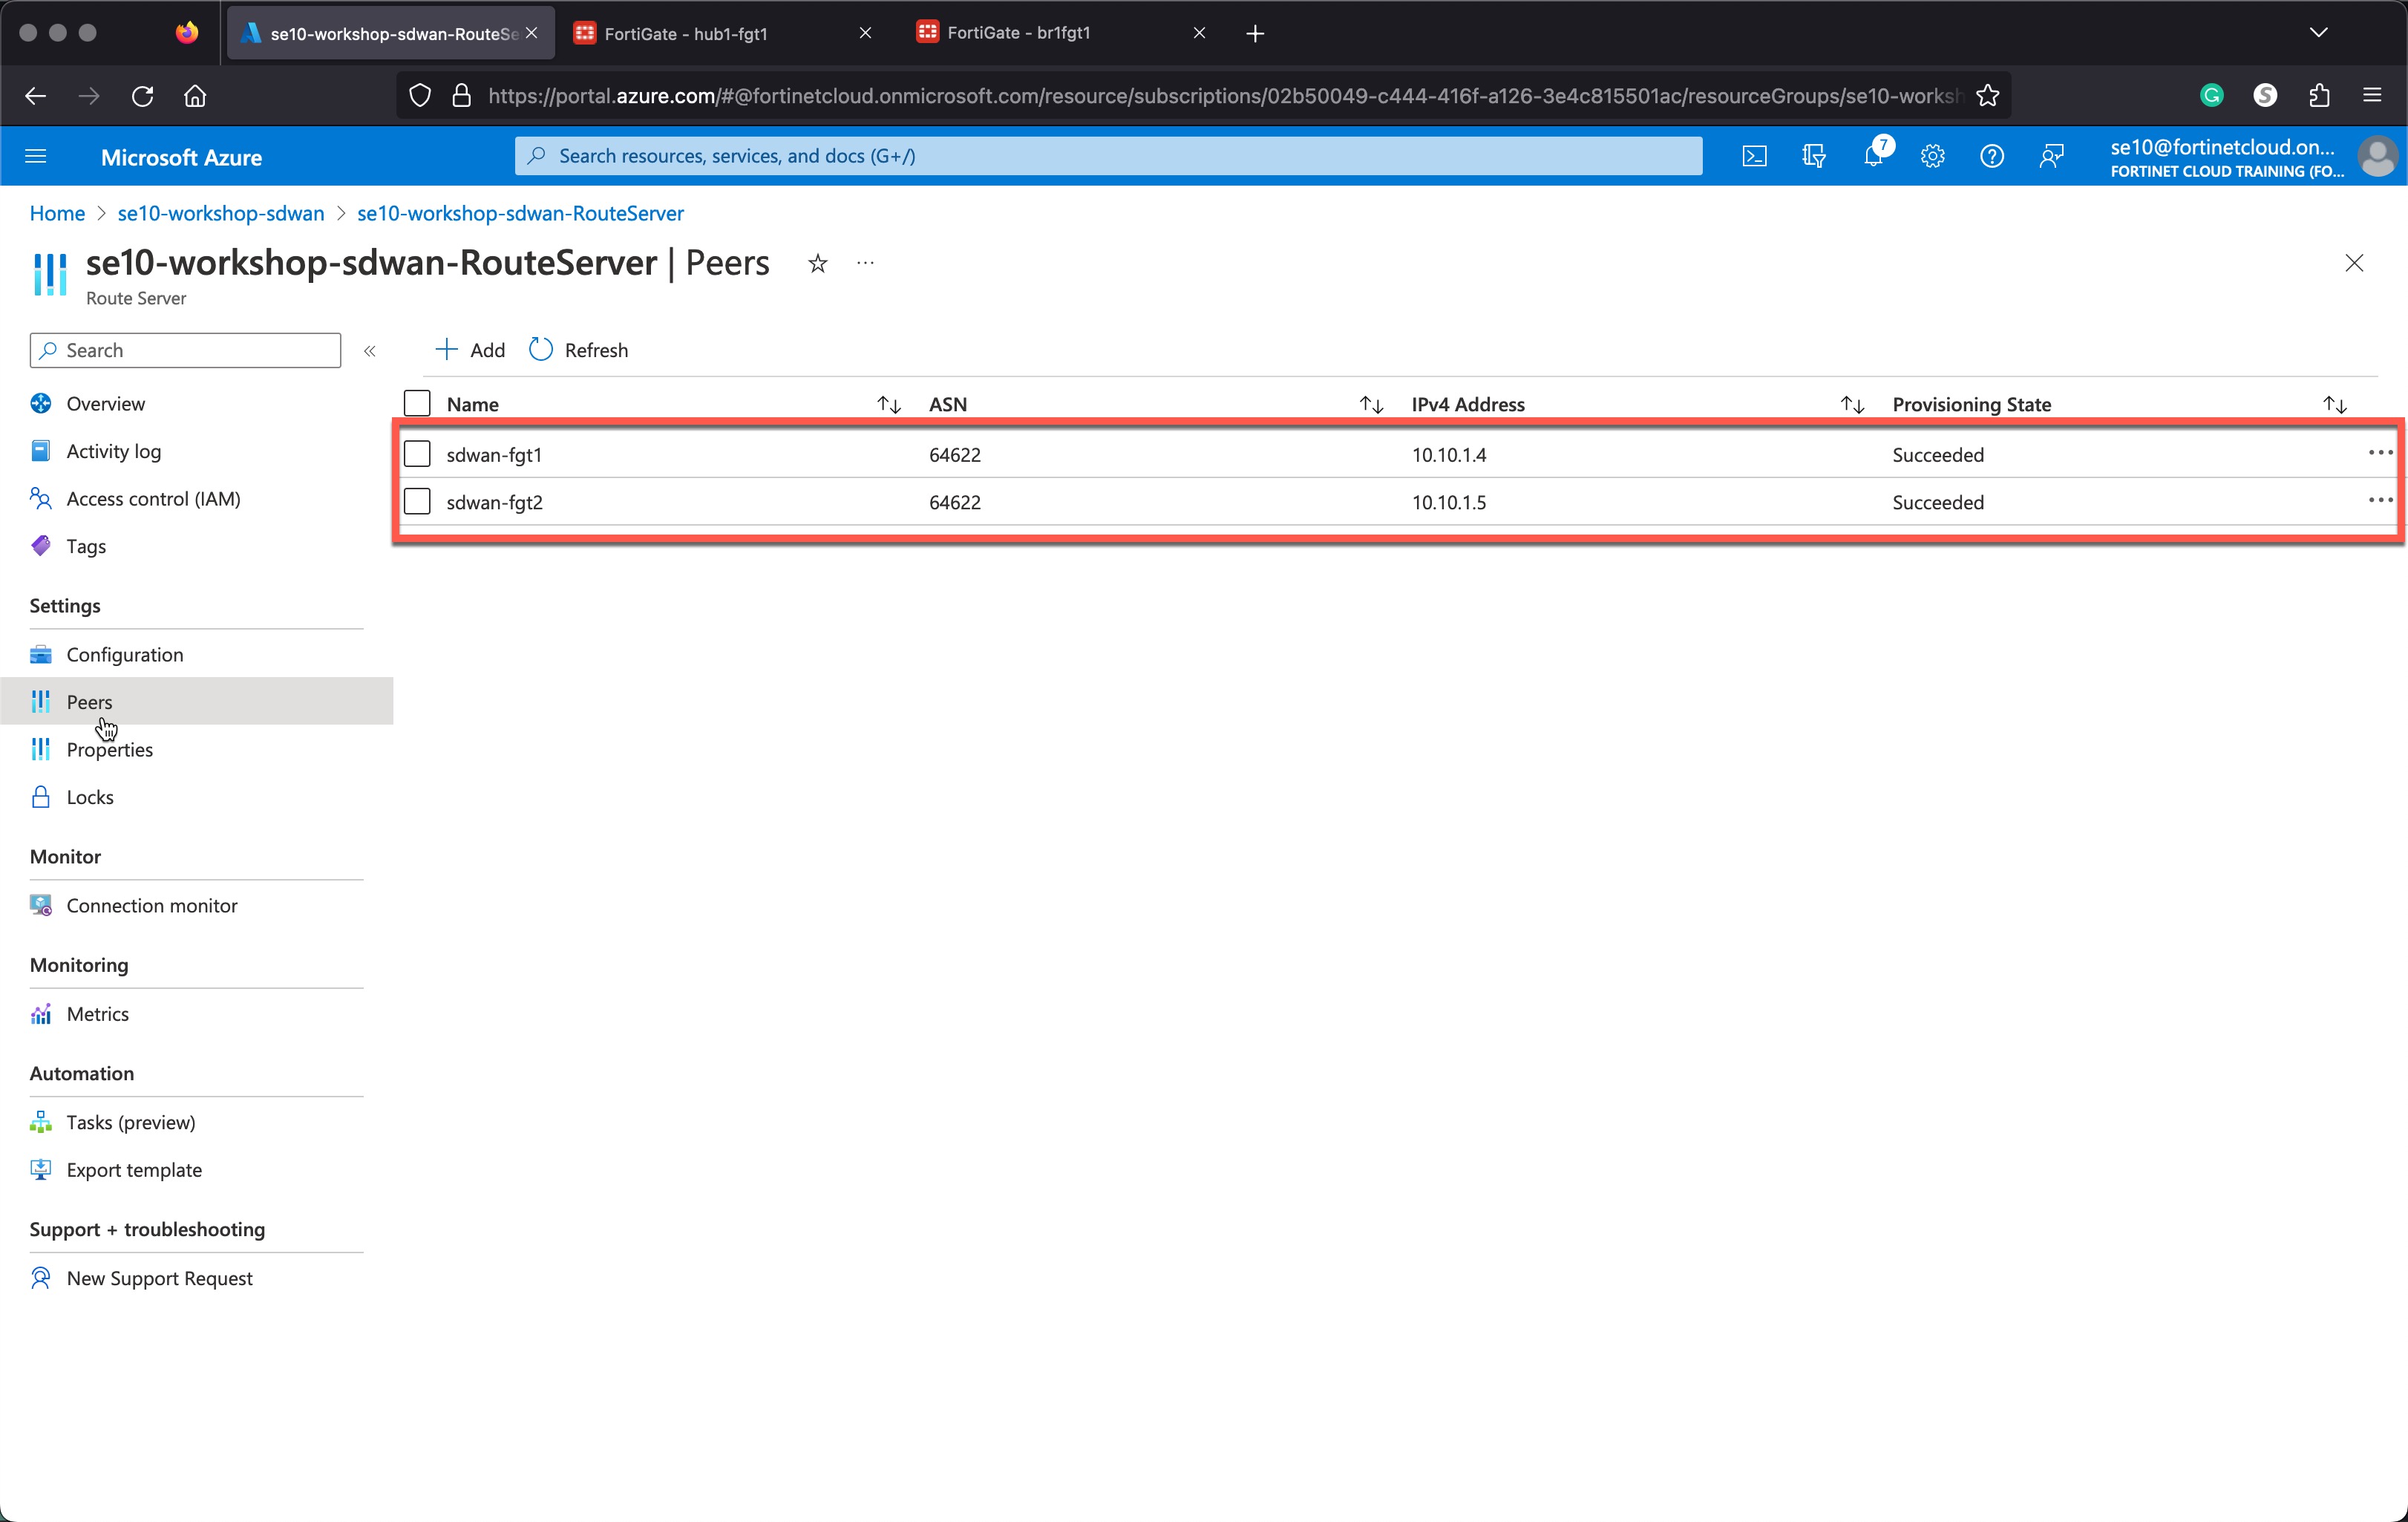 se10-workshop-sdwan-RouteSe
FortiGate - hub1-fgt1
FortiGate - br1fgt1
https://portal.azure.com/#@fortinetcloud.onmicrosoft.com/resource/subscriptions/02b50049-c444-416f-a126-3e4c815501ac/resourceGroups/se10-worksh
Microsoft Azure
Search resources, services, and docs (G+/)
7
se10@fortinetcloud.on...
FORTINET CLOUD TRAINING (FO...
Home > se10-workshop-sdwan > se10-workshop-sdwan-RouteServer
se10-workshop-sdwan-RouteServer | Peers
Route Server
Search
Add
Refresh
Name ASN IPv4 Address Provisioning State
sdwan-fgt1 64622 10.10.1.4 Succeeded
sdwan-fgt2 64622 10.10.1.5 Succeeded
Overview
Activity log
Access control (IAM)
Tags
Settings
Configuration
Peers
Properties
Locks
Monitor
Connection monitor
Monitoring
Metrics
Automation
Tasks (preview)
Export template
Support + troubleshooting
New Support Request